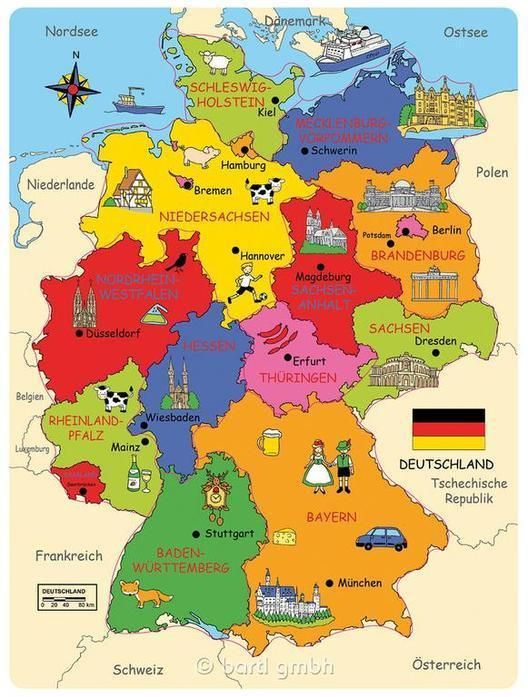 Nordsee
Dänemark
Ostsee
N
SCHLESWIG-
HOLSTEIN
Kiel
MECKLENBURG-
VORPOMMERN
Schwerin
Hamburg
Polen
Niederlande
Bremen
NIEDERSACHSEN
Berlin
Potsdam
BRANDENBURG
Hannover
Magdeburg
SACHSEN-
ANHALT
NORDRHEIN-
WESTFALEN
Düsseldorf
HESSEN
SACHSEN
Dresden
Erfurt
THÜRINGEN
Belgien
RHEINLAND-
PFALZ
Wiesbaden
Mainz
Luxemburg
Saarbrücken
DEUTSCHLAND
Tschechische
Republik
BAYERN
Stuttgart
BADEN-
WÜRTTEMBERG
Frankreich
München
DEUTSCHLAND
0 20 40 80 km
Schweiz
© bartl gmbh
Österreich